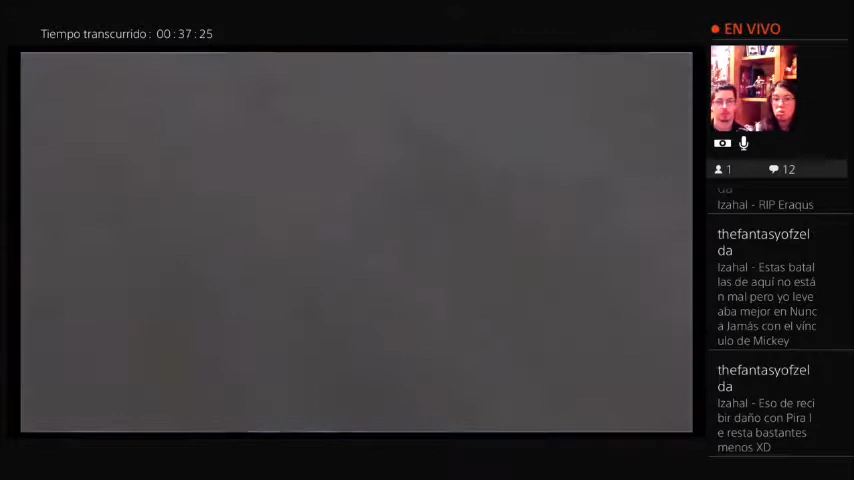 Tiempo transcurrido: 00:37:25
EN VIVO
1 12
da
Izahal - RIP Eraqus
thefantasyofzel
da
Izahal - Estas batal
las de aquí no está
n mal pero yo leve
aba mejor en Nunc
a Jamás con el vínc
ulo de Mickey
thefantasyofzel
da
Izahal - Eso de reci
bir daño con Pira l
e resta bastantes
menos XD